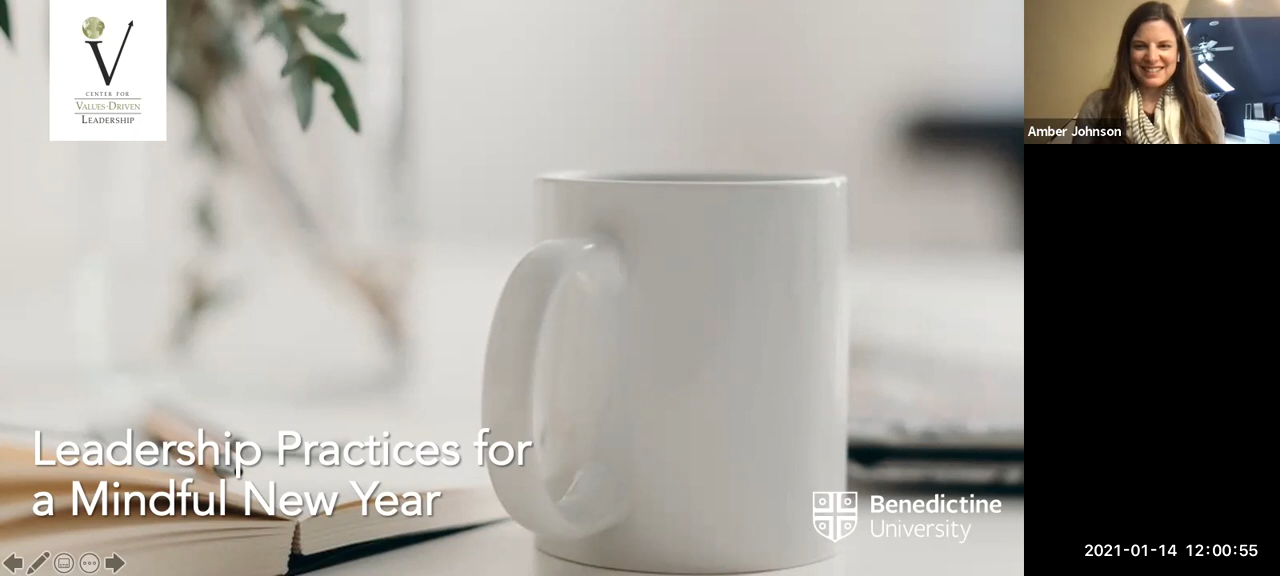 V
CENTER FOR
VALUES-DRIVEN
LEADERSHIP
Amber Johnson
Leadership Practices for
a Mindful New Year
Benedictine
University
2021-01-14 12:00:55